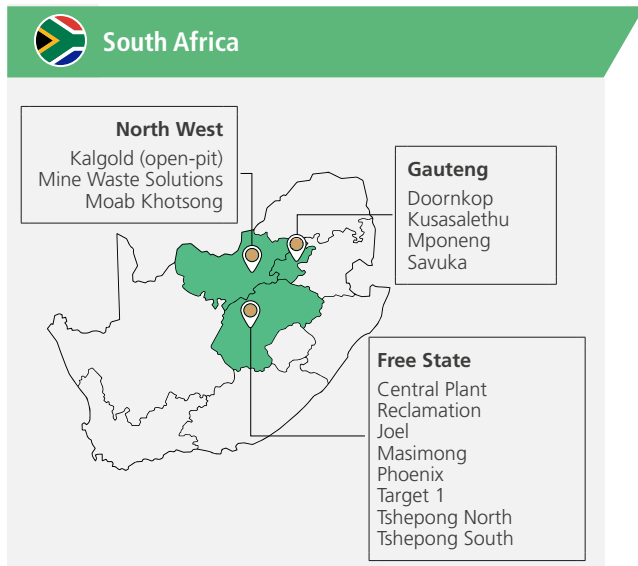 South Africa
North West
Kalgold (open-pit)
Mine Waste Solutions
Moab Khotsong
Gauteng
Doornkop
Kusasalethu
Mponeng
Savuka
Free State
Central Plant
Reclamation
Joel
Masimong
Phoenix
Target 1
Tshepong North
Tshepong South